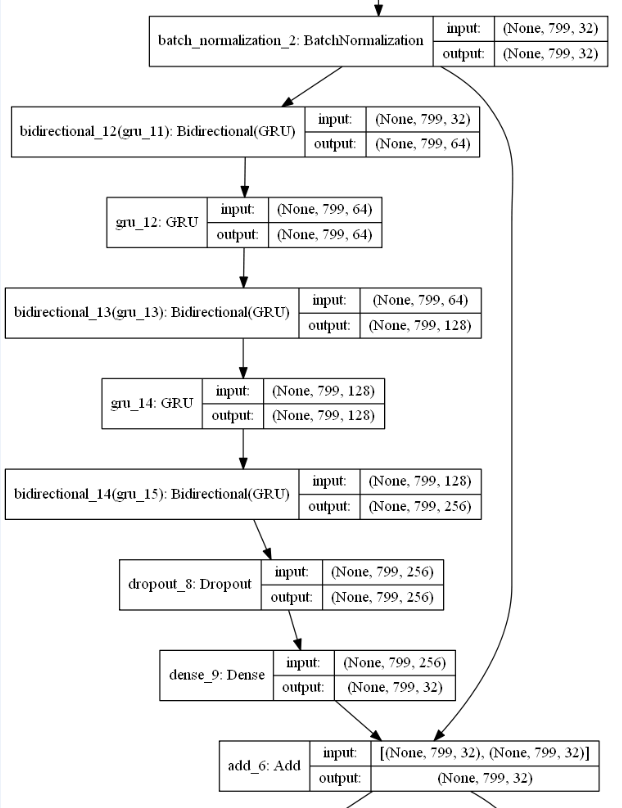 batch_normalization_2: BatchNormalization
input: (None, 799, 32)
output: (None, 799, 32)
bidirectional_12(gru_11): Bidirectional(GRU)
input: (None, 799, 32)
output: (None, 799, 64)
gru_12: GRU
input: (None, 799, 64)
output: (None, 799, 64)
bidirectional_13(gru_13): Bidirectional(GRU)
input: (None, 799, 64)
output: (None, 799, 128)
gru_14: GRU
input: (None, 799, 128)
output: (None, 799, 128)
bidirectional_14(gru_15): Bidirectional(GRU)
input: (None, 799, 128)
output: (None, 799, 256)
dropout_8: Dropout
input: (None, 799, 256)
output: (None, 799, 256)
dense_9: Dense
input: (None, 799, 256)
output: (None, 799, 32)
add_6: Add
input: [(None, 799, 32), (None, 799, 32)]
output: (None, 799, 32)